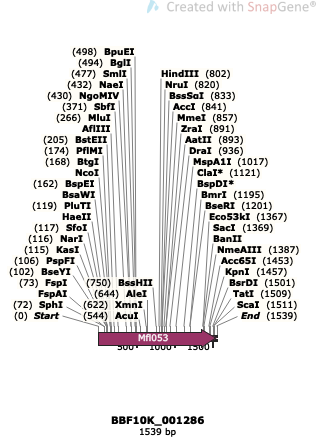 Created with SnapGene®
(498) BpuEI
(494) BglI
(477) SmlI HindIII (802)
(432) NaeI NruI (820)
(430) NgoMIV BssSαI (833)
(371) SbfI AccI (841)
(266) MluI MmeI (857)
AflIII ZraI (891)
(205) BstEII AatII (893)
(174) PflMI DraI (936)
(168) BtgI MspA1I (1017)
NcoI ClaI* (1121)
(162) BspEI BspDI*
BsaWI BmrI (1195)
(119) PluTI BseRI (1201)
HaeII Eco53kI (1367)
(117) SfoI SacI (1369)
(116) NarI BanII
(115) KasI NmeAIII (1387)
(106) PspFI Acc65I (1453)
(102) BseYI (750) BssHII KpnI (1457)
(73) FspI (644) AleI BsrDI (1501)
FspAI (622) XmnI TatI (1509)
(72) SphI (544) AcuI ScaI (1511)
(0) Start End (1539)
Mfl053
500 1000 1500
BBF10K_001286
1539 bp